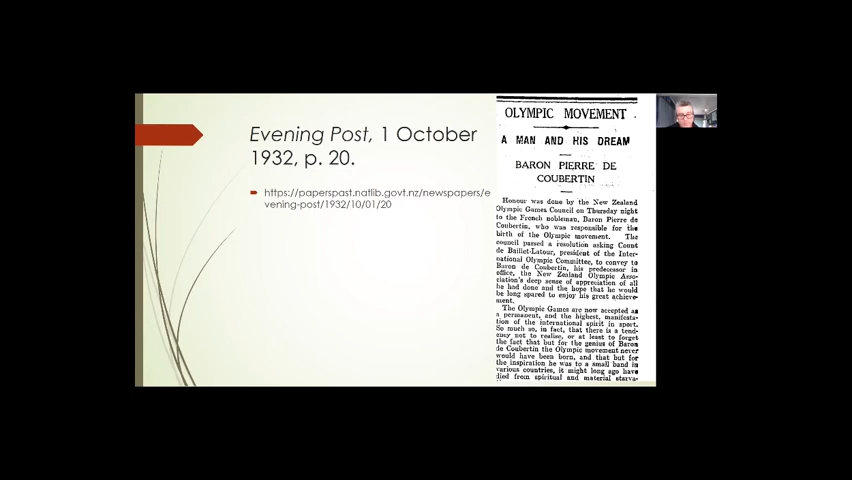 Evening Post, 1 October
1932, p. 20.
https://paperspast.natlib.govt.nz/newspapers/e
vening-post/1932/10/01/20
OLYMPIC MOVEMENT
A MAN AND HIS DREAM
BARON PIERRE DE
COUBERTIN
Honour was done by the New Zealand
Olympic Games Council on Thursday night
to the French nobleman, Baron Pierre de
Coubertin, who was responsible for the
birth of the Olympic movement. The
council passed a resolution asking Count
de Baillet-Latour, president of the Inter-
national Olympic Committee, to convey to
Baron de Coubertin, his predecessor in
office, the New Zealand Olympic Asso-
ciation's deep sense of appreciation of all
he had done and the hope that he would
be long spared to enjoy his great achieve-
ment.
The Olympic Games are now accepted as
a permanent, and the highest, manifesta-
tion of the international spirit in sport.
So much so, in fact, that there is a tend-
ency not to realise, or at least to forget
the fact that but for the genius of Baron
de Coubertin the Olympic movement never
would have been born, and that but for
the inspiration he was to a small band in
various countries, it might long ago have
died from spiritual and material starva-